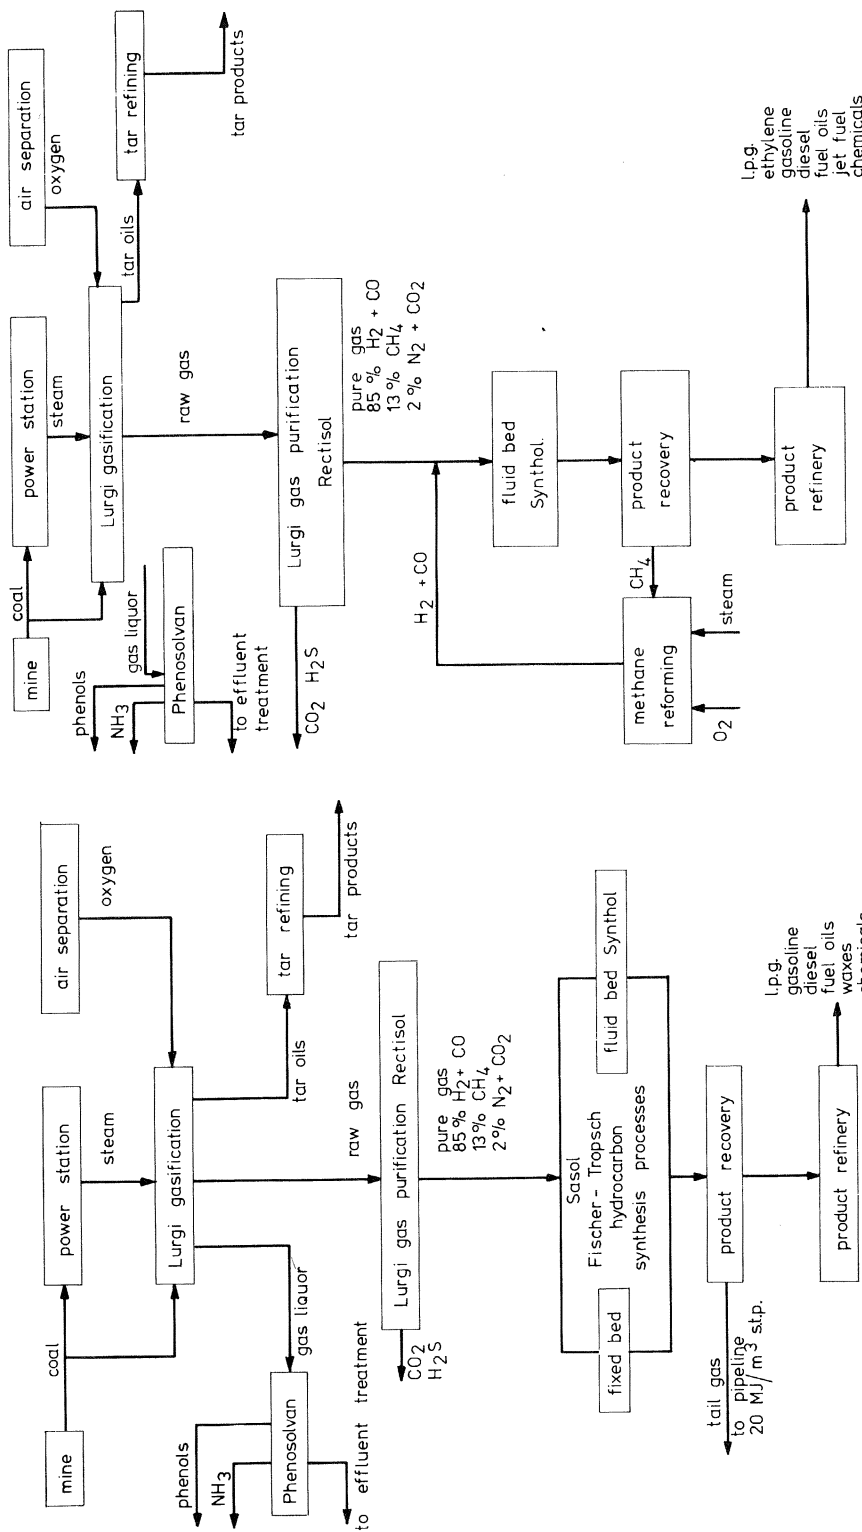 mine
coal
power station
steam
air separation
oxygen
Lurgi gasification
tar oils
tar refining
tar products
gas liquor
phenols
NH3
Phenosolvan
to effluent treatment
raw gas
Lurgi gas purification Rectisol
CO2
H2S
pure gas
85% H2 + CO
13% CH4
2% N2 + CO2
Sasol
Fischer-Tropsch
hydrocarbon
synthesis processes
fixed bed
fluid bed Synthol
product recovery
tail gas
to pipeline
20 MJ/m3 s.t.p.
product refinery
l.p.g.
gasoline
diesel
fuel oils
waxes
mine
coal
power station
steam
air separation
oxygen
Lurgi gasification
tar oils
tar refining
tar products
gas liquor
phenols
NH3
Phenosolvan
to effluent
treatment
raw gas
Lurgi gas purification
Rectisol
CO2 H2S
pure gas
85% H2 + CO
13% CH4
2% N2 + CO2
H2 + CO
fluid bed
Synthol.
product
recovery
CH4
methane
reforming
O2
steam
product
refinery
l.p.g.
ethylene
gasoline
diesel
fuel oils
jet fuel
chemicals